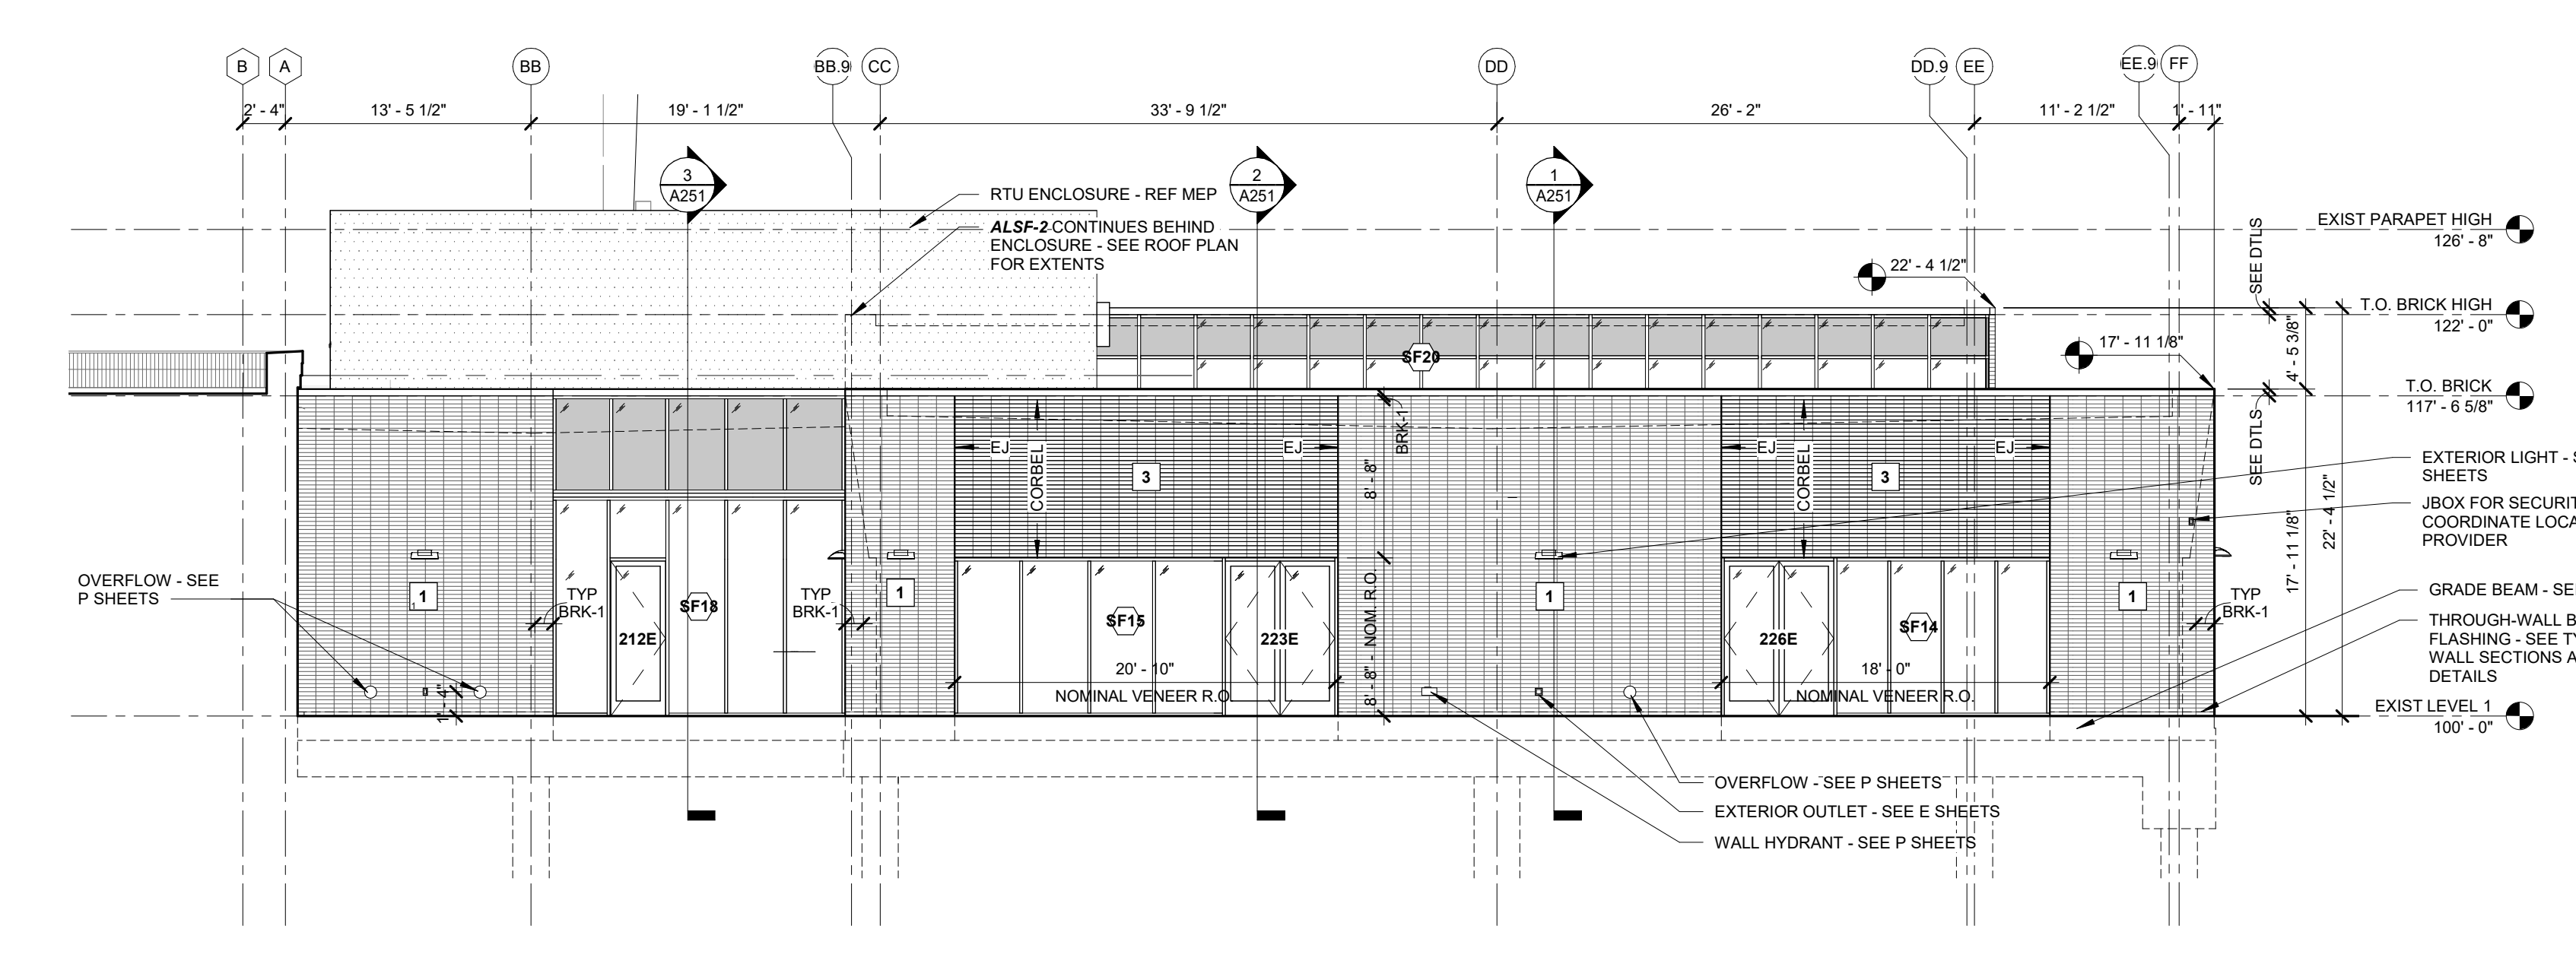 B
A
BB
BB.9
CC
DD
DD.9
EE
EE.9
FF
2' - 4"
13' - 5 1/2"
19' - 1 1/2"
33' - 9 1/2"
26' - 2"
11' - 2 1/2"
1' - 11"
3
A251
2
A251
1
A251
RTU ENCLOSURE - REF MEP
ALSF-2 CONTINUES BEHIND
ENCLOSURE - SEE ROOF PLAN
FOR EXTENTS
EXIST PARAPET HIGH
126' - 8"
SEE DTLS
22' - 4 1/2"
T.O. BRICK HIGH
122' - 0"
17' - 11 1/8"
4' - 5 3/8"
SF20
T.O. BRICK
117' - 6 5/8"
SEE DTLS
BRK-1
EJ
CORBEL
EJ
3
8' - 8"
EJ
CORBEL
EJ
3
EXTERIOR LIGHT - S
SHEETS
JBOX FOR SECURIT
COORDINATE LOCA
PROVIDER
17' - 11 1/8"
22' - 4 1/2"
OVERFLOW - SEE
P SHEETS
1
1
TYP
BRK-1
SF18
212E
TYP
BRK-1
1
SF15
223E
8' - 8" - NOM. R.O.
1
226E
SF14
1
TYP
BRK-1
GRADE BEAM - SE
THROUGH-WALL B
FLASHING - SEE TY
WALL SECTIONS A
DETAILS
20' - 10"
NOMINAL VENEER R.O.
18' - 0"
NOMINAL VENEER R.O.
1' - 4"
EXIST LEVEL 1
100' - 0"
OVERFLOW - SEE P SHEETS
EXTERIOR OUTLET - SEE E SHEETS
WALL HYDRANT - SEE P SHEETS